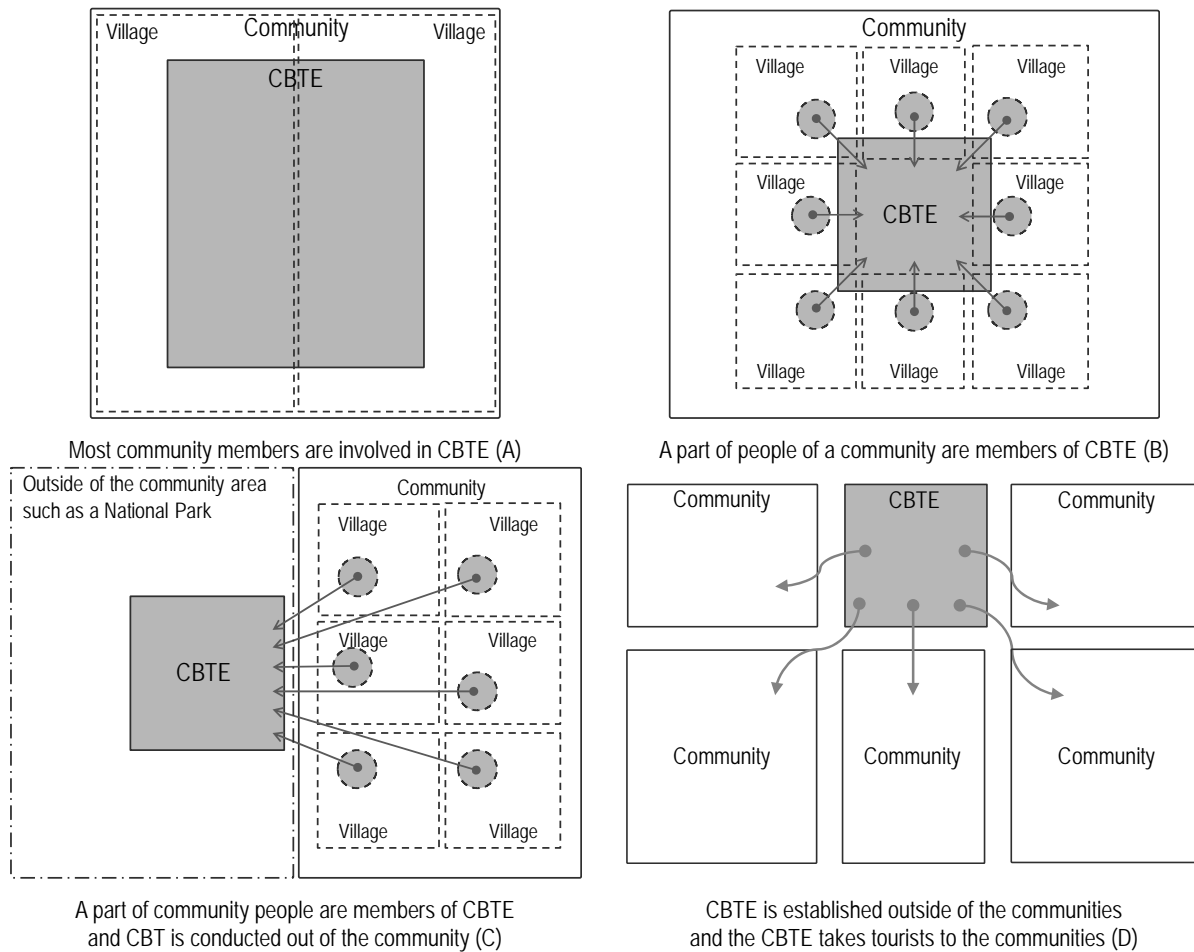 Community
Village Village
CBTE
Most community members are involved in CBTE (A)
Community
Village Village Village
Village CBTE Village
Village Village Village
A part of people of a community are members of CBTE (B)
Outside of the community area
such as a National Park
Community
Village Village
Village Village
CBTE
Village Village
A part of community people are members of CBTE
and CBT is conducted out of the community (C)
Community CBTE Community
Community Community Community
CBTE is established outside of the communities
and the CBTE takes tourists to the communities (D)